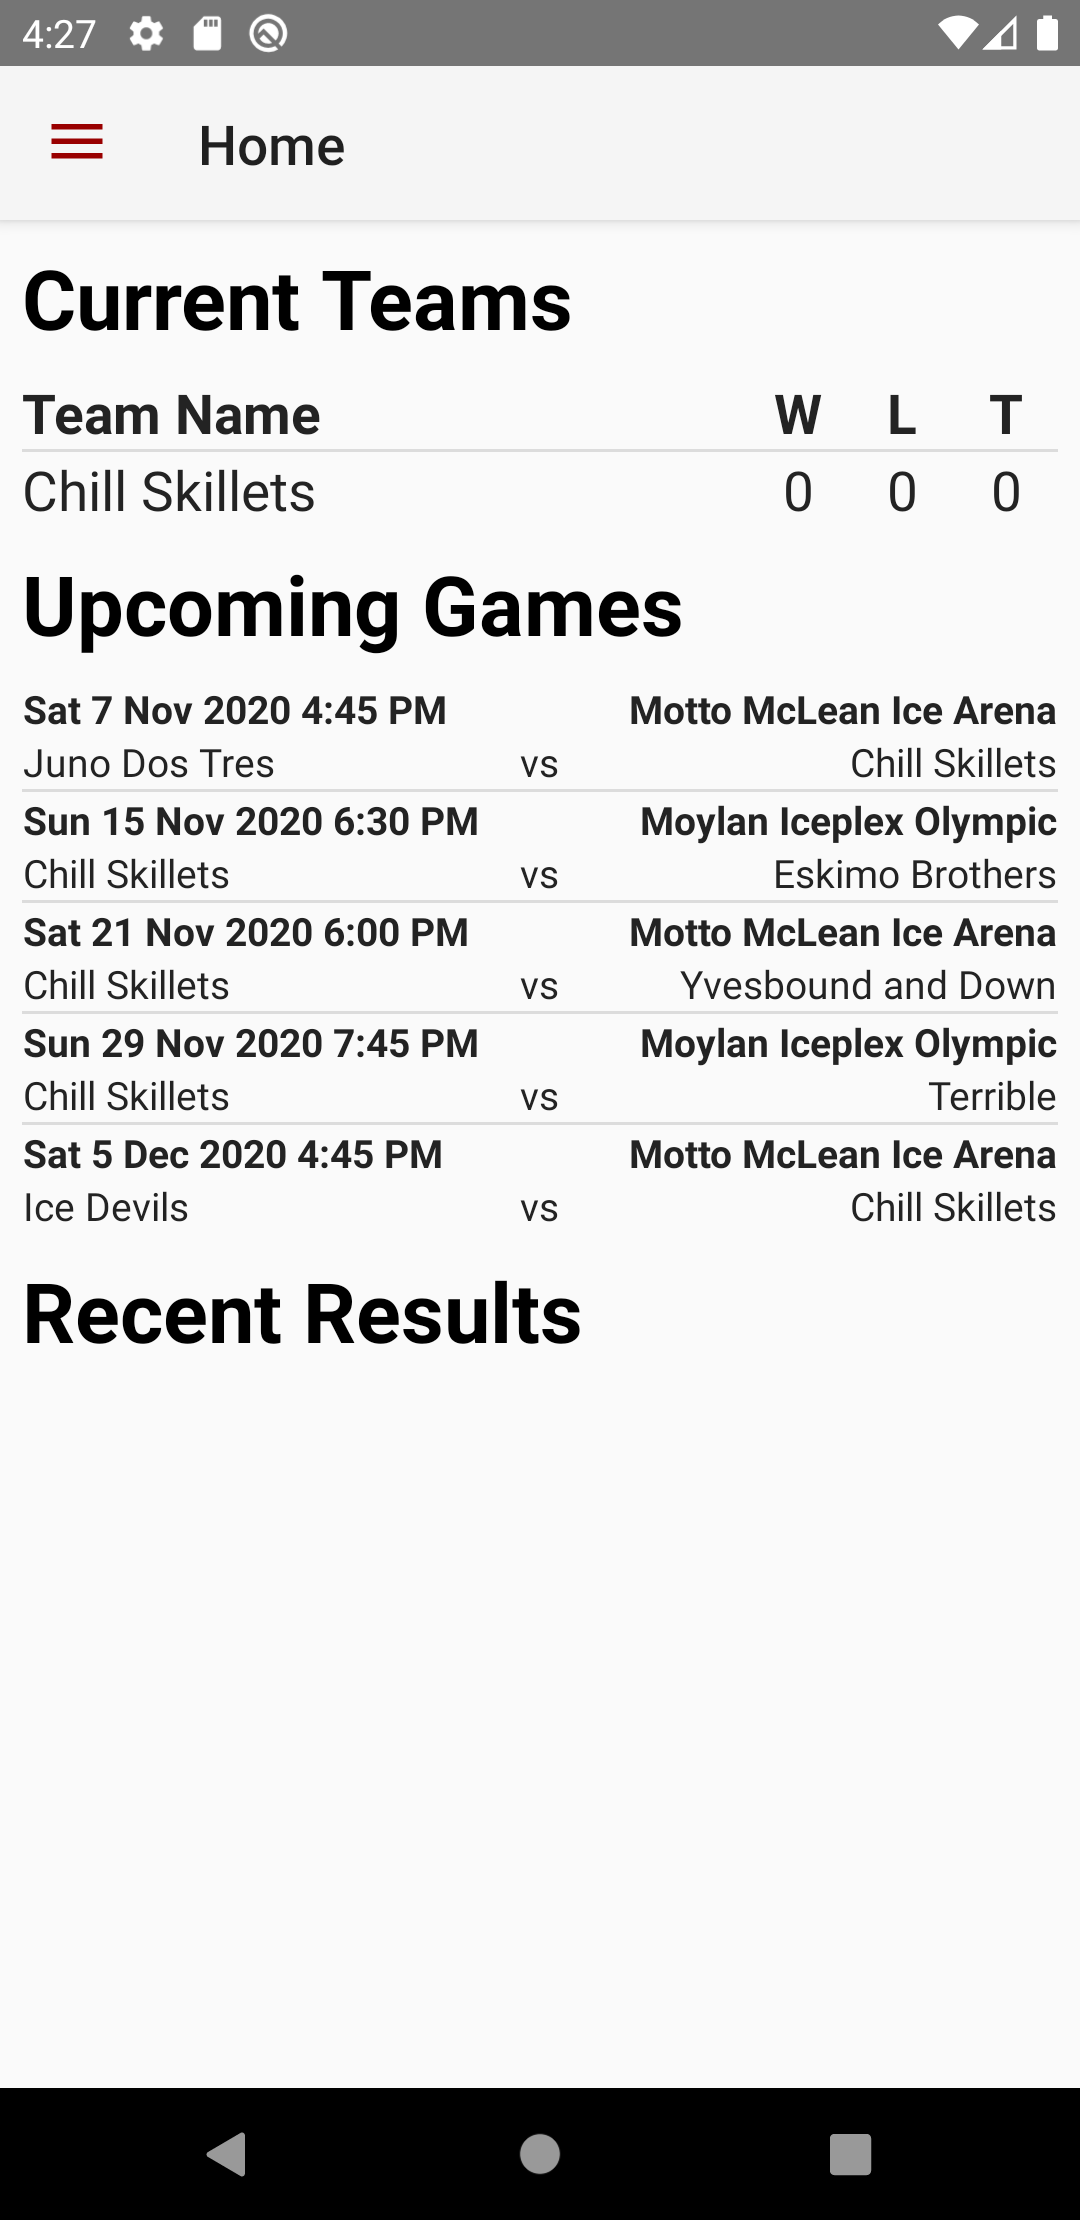 4:27
Home
Current Teams
Team Name W L T
Chill Skillets 0 0 0
Upcoming Games
Sat 7 Nov 2020 4:45 PM Motto McLean Ice Arena
Juno Dos Tres vs Chill Skillets
Sun 15 Nov 2020 6:30 PM Moylan Iceplex Olympic
Chill Skillets vs Eskimo Brothers
Sat 21 Nov 2020 6:00 PM Motto McLean Ice Arena
Chill Skillets vs Yvesbound and Down
Sun 29 Nov 2020 7:45 PM Moylan Iceplex Olympic
Chill Skillets vs Terrible
Sat 5 Dec 2020 4:45 PM Motto McLean Ice Arena
Ice Devils vs Chill Skillets
Recent Results